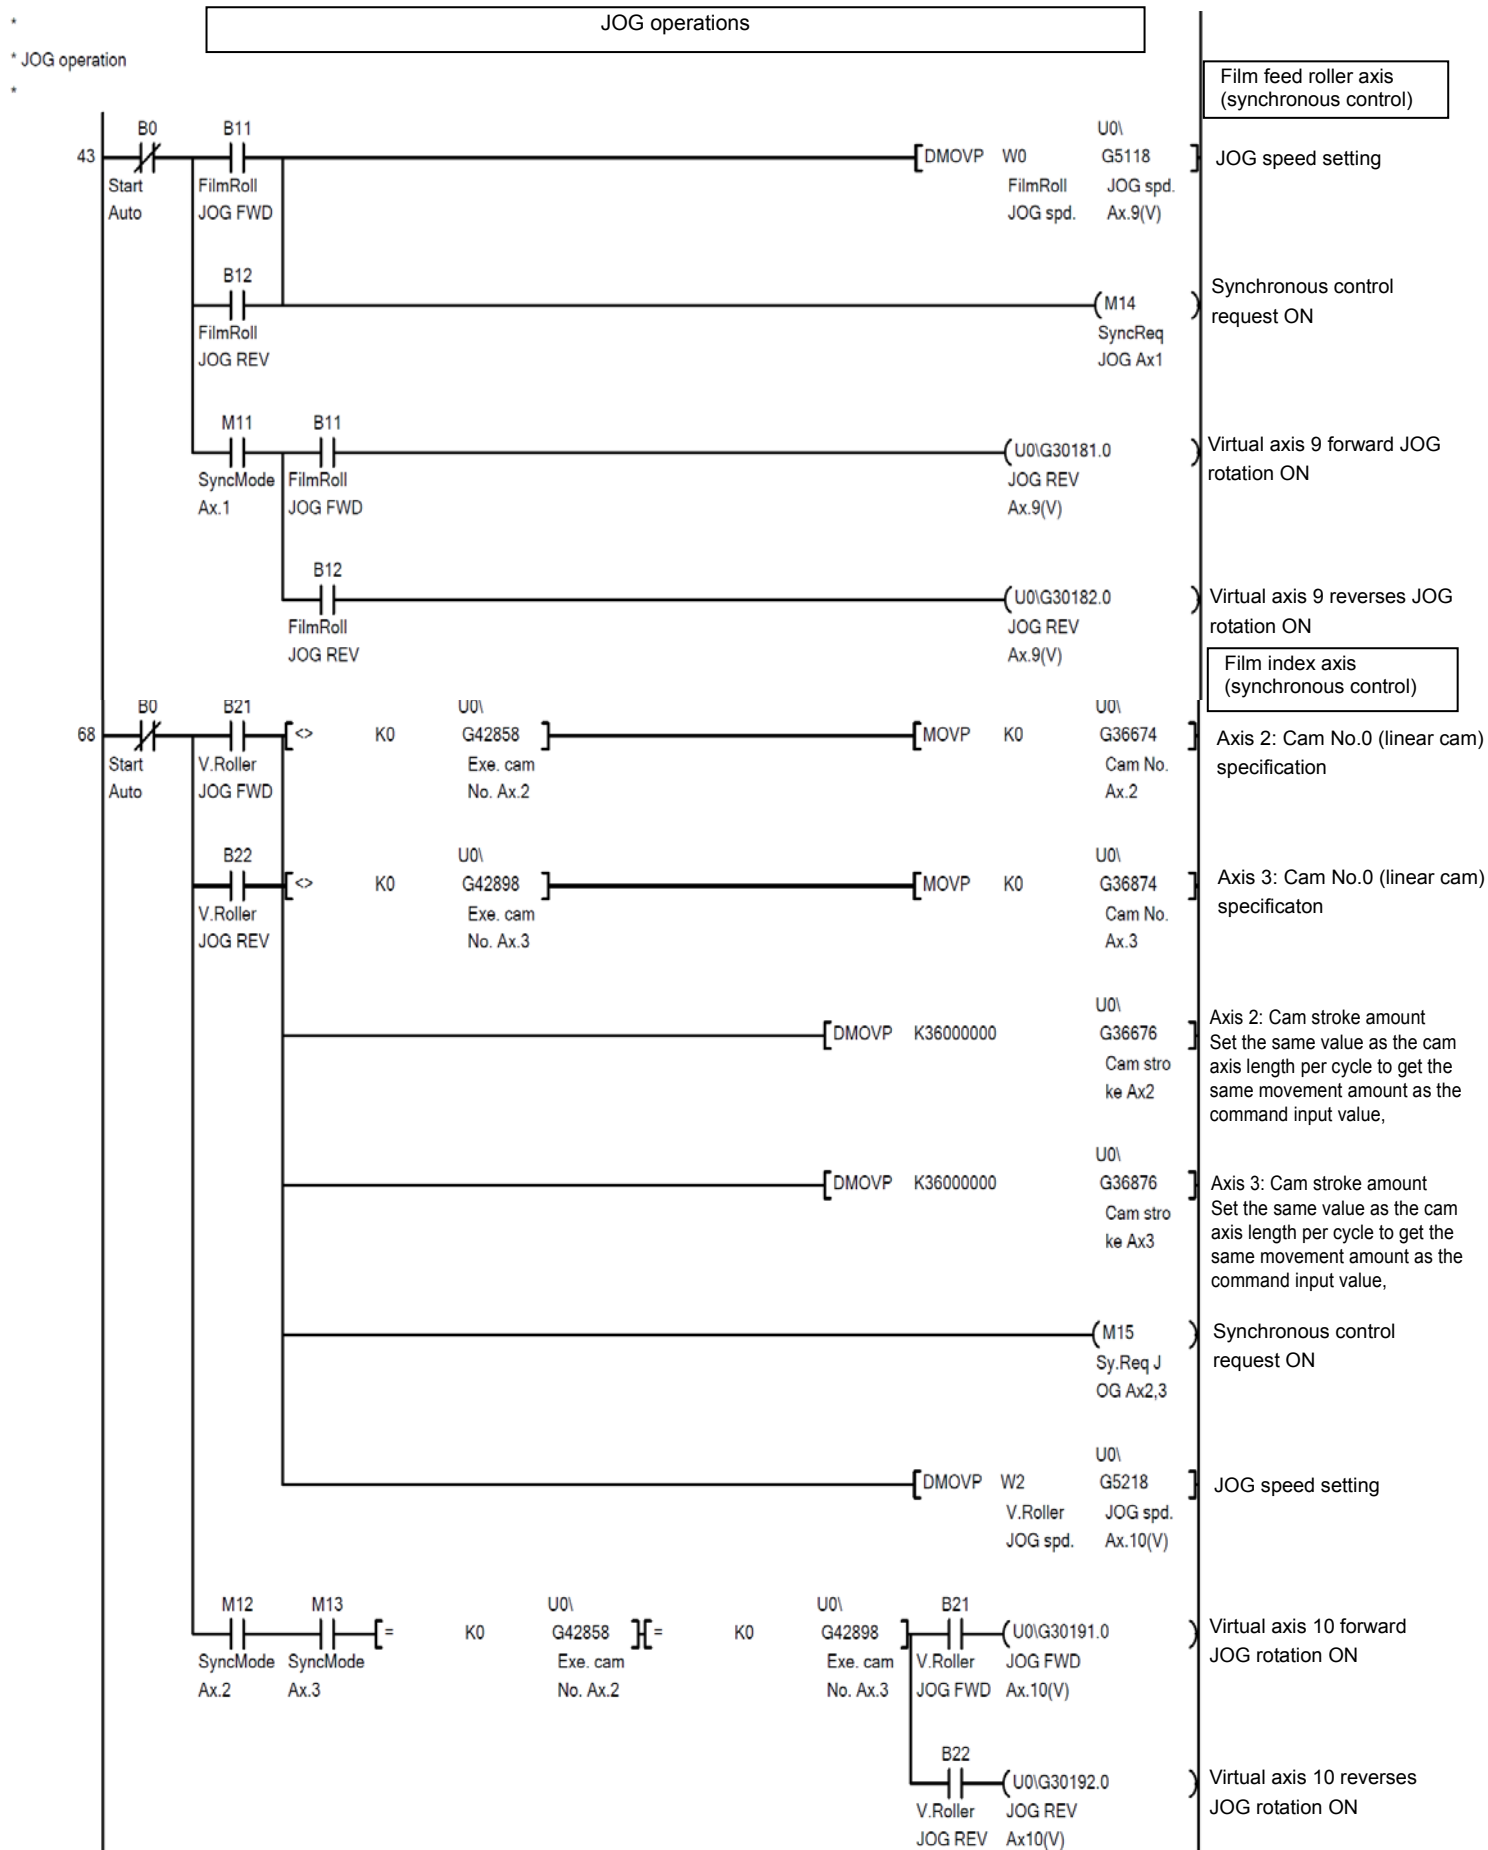 *
JOG operations
* JOG operation
*
Film feed roller axis
(synchronous control)
B0 B11 U0\
43 DMOVP W0 G5118 JOG speed setting
Start FilmRoll FilmRoll JOG spd.
Auto JOG FWD JOG spd. Ax.9(V)
B12 Synchronous control
M14 request ON
FilmRoll SyncReq
JOG REV JOG Ax1
M11 B11 Virtual axis 9 forward JOG
U0\G30181.0 rotation ON
SyncMode FilmRoll JOG REV
Ax.1 JOG FWD Ax.9(V)
B12
U0\G30182.0 Virtual axis 9 reverses JOG
FilmRoll JOG REV rotation ON
JOG REV Ax.9(V)
Film index axis
(synchronous control)
B0 B21 U0\ U0\
68 <> K0 G42858 MOVP K0 G36674 Axis 2: Cam No.0 (linear cam)
Start V.Roller Exe. cam Cam No. specification
Auto JOG FWD No. Ax.2 Ax.2
B22 U0\ U0\
<> K0 G42898 MOVP K0 G36874 Axis 3: Cam No.0 (linear cam)
V.Roller Exe. cam Cam No. specificaton
JOG REV No. Ax.3 Ax.3
U0\ Axis 2: Cam stroke amount
DMOVP K36000000 G36676 Set the same value as the cam
Cam stro axis length per cycle to get the
ke Ax2 same movement amount as the
command input value,
U0\
DMOVP K36000000 G36876 Axis 3: Cam stroke amount
Cam stro Set the same value as the cam
ke Ax3 axis length per cycle to get the
same movement amount as the
command input value,
M15 Synchronous control
Sy.Req J request ON
OG Ax2,3
U0\
DMOVP W2 G5218 JOG speed setting
V.Roller JOG spd.
JOG spd. Ax.10(V)
M12 M13 U0\ U0\ B21
= K0 G42858 = K0 G42898 U0\G30191.0 Virtual axis 10 forward
SyncMode SyncMode Exe. cam Exe. cam V.Roller JOG FWD JOG rotation ON
Ax.2 Ax.3 No. Ax.2 No. Ax.3 JOG FWD Ax.10(V)
B22
U0\G30192.0 Virtual axis 10 reverses
V.Roller JOG REV JOG rotation ON
JOG REV Ax10(V)